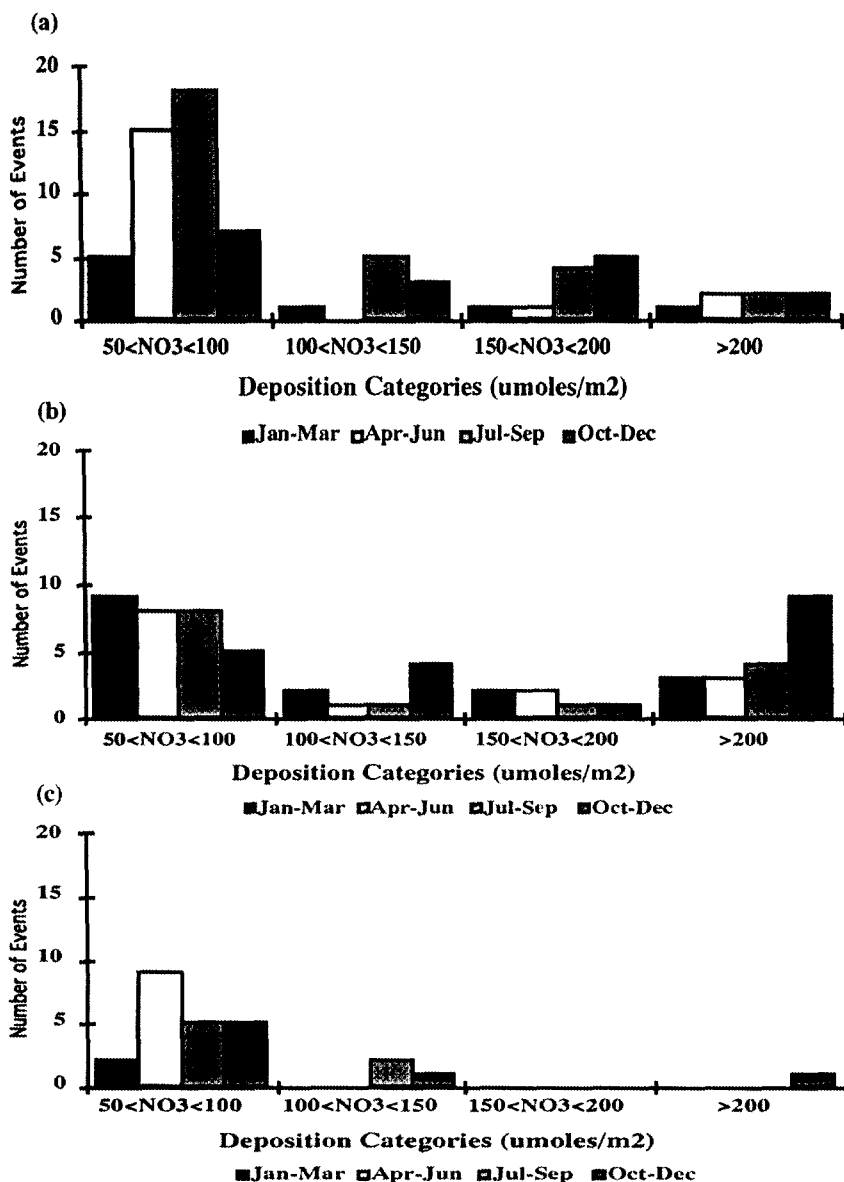 (a)
20
15
10
5
0
Number of Events
50<NO3<100 100<NO3<150 150<NO3<200 >200
Deposition Categories (umoles/m2)
Jan-Mar Apr-Jun Jul-Sep Oct-Dec
(b)
20
15
10
5
0
Number of Events
50<NO3<100 100<NO3<150 150<NO3<200 >200
Deposition Categories (umoles/m2)
Jan-Mar Apr-Jun Jul-Sep Oct-Dec
(c)
20
15
10
5
0
Number of Events
50<NO3<100 100<NO3<150 150<NO3<200 >200
Deposition Categories (umoles/m2)
Jan-Mar Apr-Jun Jul-Sep Oct-Dec